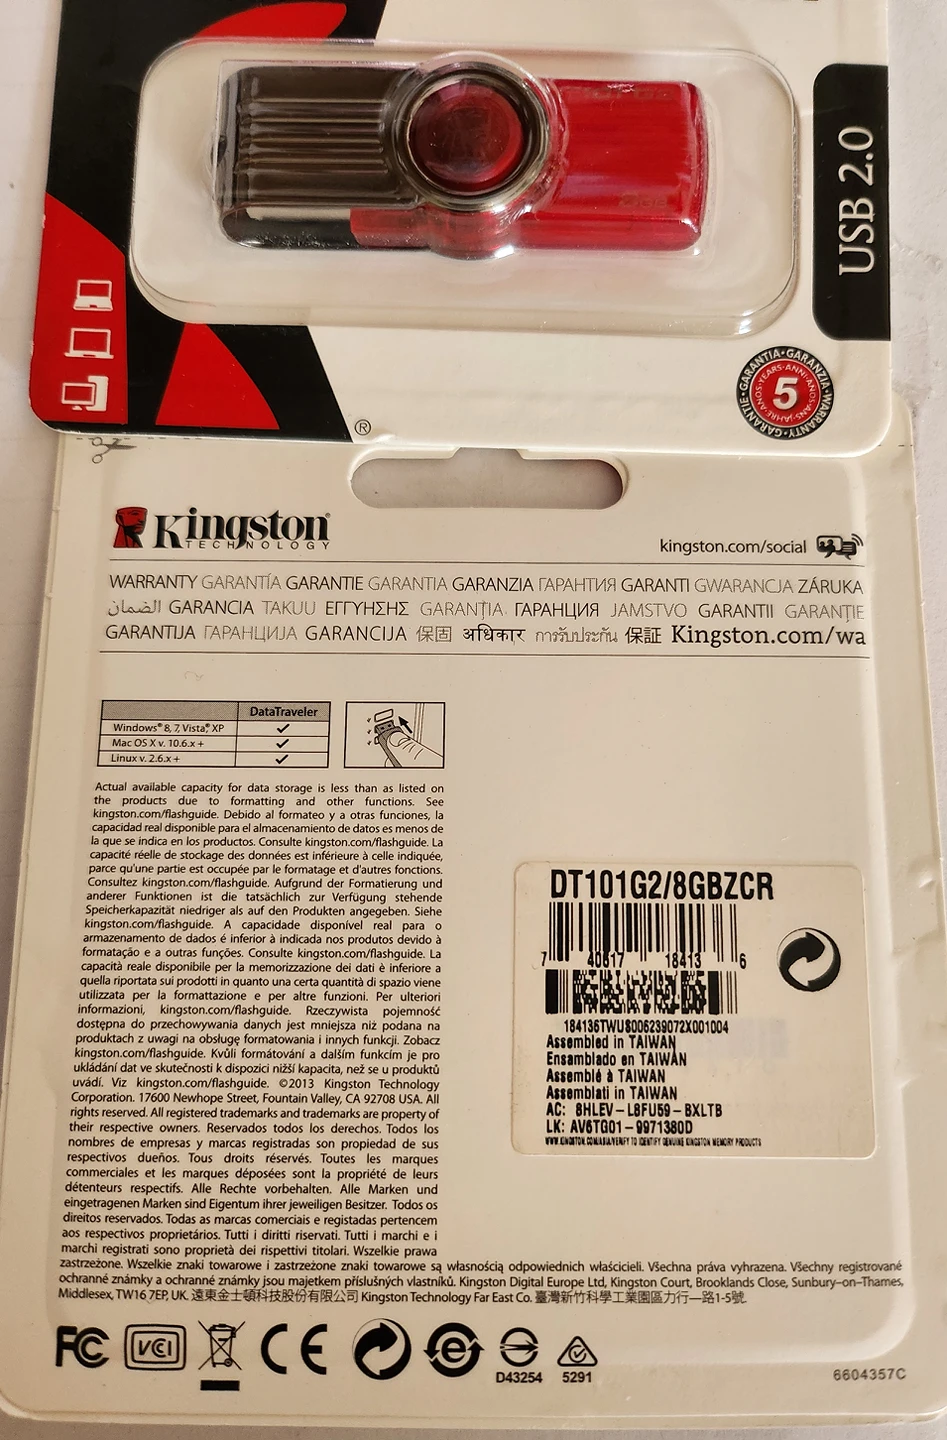 USB 2.0
GARANTIA · GARANZIA · WARRANTY · GARANTIE
YEARS · ANNI · ANOS · ANS · JAHRE · ANOS
5
®
Kingston®
TECHNOLOGY
kingston.com/social
WARRANTY GARANTÍA GARANTIE GARANTIA GARANZIA ГАРАНТИЯ GARANTI GWARANCJA ZÁRUKA
الضمان GARANCIA TAKUU ΕΓΓΥΗΣΗΣ GARANȚIA ГАРАНЦИЯ JAMSTVO GARANTII GARANȚIE
GARANTIJA ГАРАНЦИЈА GARANCIJA 保固 अधिकार การรับประกัน 保証 Kingston.com/wa
DataTraveler
Windows® 8, 7, Vista®, XP ✓
Mac OS X v. 10.6.x + ✓
Linux v. 2.6.x + ✓
Actual available capacity for data storage is less than as listed on
the products due to formatting and other functions. See
kingston.com/flashguide. Debido al formateo y a otras funciones, la
capacidad real disponible para el almacenamiento de datos es menos de
la que se indica en los productos. Consulte kingston.com/flashguide. La
capacité réelle de stockage des données est inférieure à celle indiquée,
parce qu'une partie est occupée par le formatage et d'autres fonctions.
Consultez kingston.com/flashguide. Aufgrund der Formatierung und
anderer Funktionen ist die tatsächlich zur Verfügung stehende
Speicherkapazität niedriger als auf den Produkten angegeben. Siehe
kingston.com/flashguide. A capacidade disponível real para o
armazenamento de dados é inferior à indicada nos produtos devido à
formatação e a outras funções. Consulte kingston.com/flashguide. La
capacità reale disponibile per la memorizzazione dei dati è inferiore a
quella riportata sui prodotti in quanto una certa quantità di spazio viene
utilizzata per la formattazione e per altre funzioni. Per ulteriori
informazioni, kingston.com/flashguide. Rzeczywista pojemność
dostępna do przechowywania danych jest mniejsza niż podana na
produktach z uwagi na obsługę formatowania i innych funkcji. Zobacz
kingston.com/flashguide. Kvůli formátování a dalším funkcím je pro
ukládání dat ve skutečnosti k dispozici nižší kapacita, než se u produktů
uvádí. Viz kingston.com/flashguide. ©2013 Kingston Technology
Corporation. 17600 Newhope Street, Fountain Valley, CA 92708 USA. All
rights reserved. All registered trademarks and trademarks are property of
their respective owners. Reservados todos los derechos. Todos los
nombres de empresas y marcas registradas son propiedad de sus
respectivos dueños. Tous droits réservés. Toutes les marques
commerciales et les marques déposées sont la propriété de leurs
détenteurs respectifs. Alle Rechte vorbehalten. Alle Marken und
eingetragenen Marken sind Eigentum ihrer jeweiligen Besitzer. Todos os
direitos reservados. Todas as marcas comerciais e registadas pertencem
aos respectivos proprietários. Tutti i diritti riservati. Tutti i marchi e i
marchi registrati sono proprietà dei rispettivi titolari. Wszelkie prawa
zastrzeżone. Wszelkie znaki towarowe i zastrzeżone znaki towarowe są własnością odpowiednich właścicieli. Všechna práva vyhrazena. Všechny registrované
ochranné známky a ochranné známky jsou majetkem příslušných vlastníků. Kingston Digital Europe Ltd, Kingston Court, Brooklands Close, Sunbury-on-Thames,
Middlesex, TW16 7EP, UK. 遠東金士頓科技股份有限公司 Kingston Technology Far East Co. 臺灣新竹科學工業園區力行一路1-5號.
DT101G2/8GBZCR
7 40617 18413 6
184136TWUS006239072X001004
Assembled in TAIWAN
Ensamblado en TAIWAN
Assemblé à TAIWAN
Assemblati in TAIWAN
AC: 8HLEV-L8FU59-BXLTB
LK: AV6TG01-9971380D
WWW.KINGSTON.COM/ASIA/VERIFY TO IDENTIFY GENUINE KINGSTON MEMORY PRODUCTS
FC VCI CE e
D43254 5291
6604357C